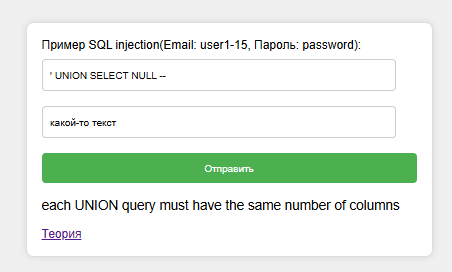 Пример SQL injection(Email: user1-15, Пароль: password):
' UNION SELECT NULL --
какой-то текст
Отправить
each UNION query must have the same number of columns
Теория